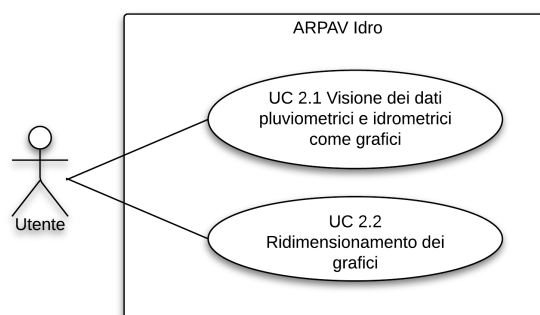 ARPAV Idro
UC 2.1 Visione dei dati
pluviometrici e idrometrici
come grafici
Utente
UC 2.2
Ridimensionamento dei
grafici